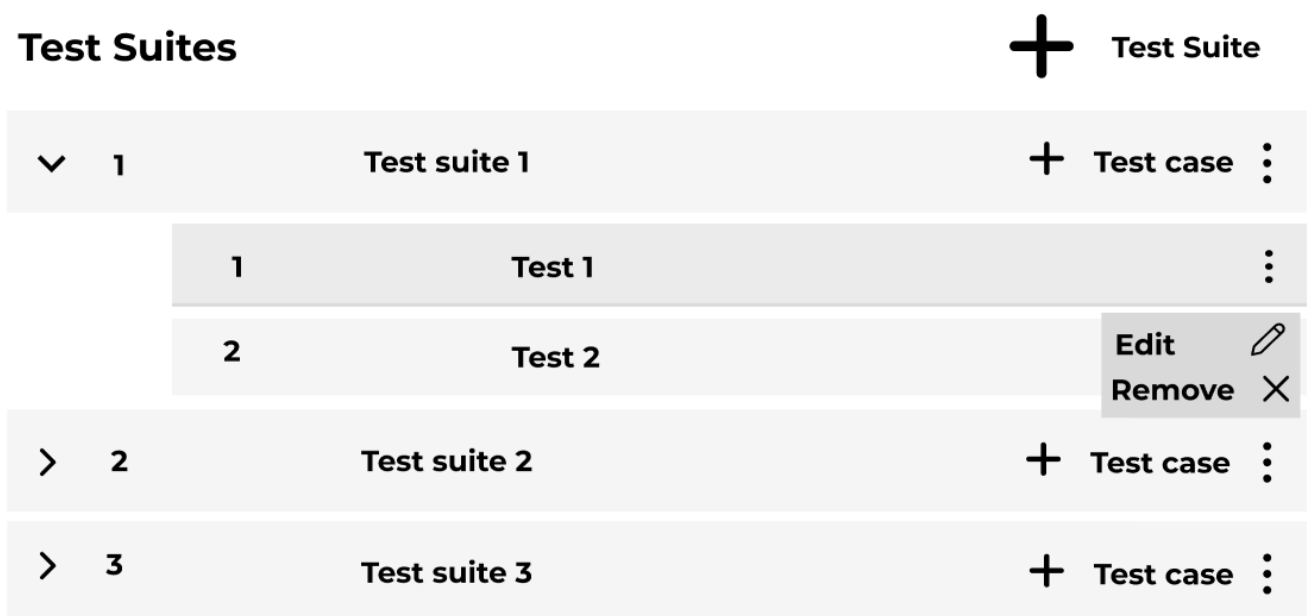 Test Suites Test Suite
1 Test suite 1 Test case
1 Test 1
2 Test 2
Edit
Remove
2 Test suite 2 Test case
3 Test suite 3 Test case